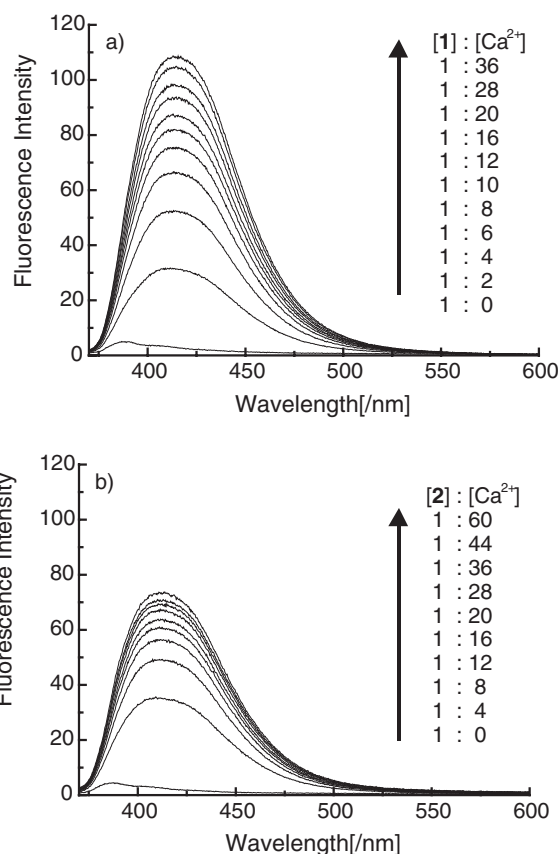 a)
[1] : [Ca²⁺]
1 : 36
1 : 28
1 : 20
1 : 16
1 : 12
1 : 10
1 : 8
1 : 6
1 : 4
1 : 2
1 : 0
120
100
80
60
40
20
0
Fluorescence Intensity
400 450 500 550 600
Wavelength[/nm]
b)
[2] : [Ca²⁺]
1 : 60
1 : 44
1 : 36
1 : 28
1 : 20
1 : 16
1 : 12
1 : 8
1 : 4
1 : 0
120
100
80
60
40
20
0
Fluorescence Intensity
400 450 500 550 600
Wavelength[/nm]